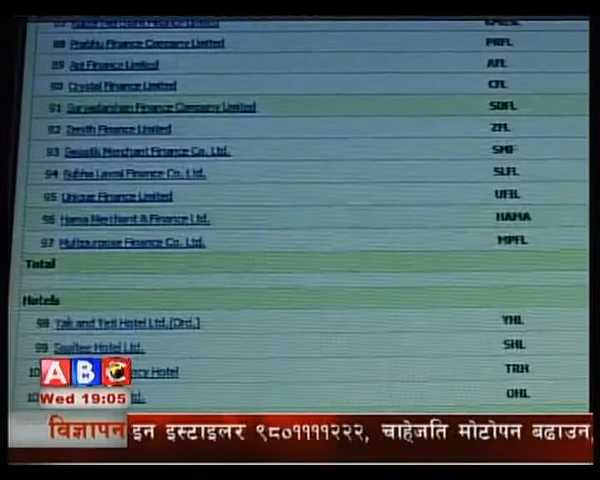 88 Prabhu Finance Company Limited PRFL
89 Api Finance Limited AFL
90 Crystal Finance Limited CFL
91 Suryadarshan Finance Company Limited SDFL
92 Zenith Finance Limited ZFL
93 Swastik Merchant Finance Co. Ltd. SMF
94 Subha Laxmi Finance Co. Ltd. SLFL
95 Unique Finance Limited UFIL
96 Hama Merchant & Finance Ltd. HAMA
97 Multipurpose Finance Co. Ltd. MPFL
Total
Hotels
98 Yak and Yeti Hotel Ltd.(Ord.) YHL
99 Soaltee Hotel Ltd. SHL
Hotel TRH
Ltd. OHL
ABC
Wed 19:05
विज्ञापन इन इस्टाइलर ९८०११११२२२, चाहेजति मोटोपन बढाउन,